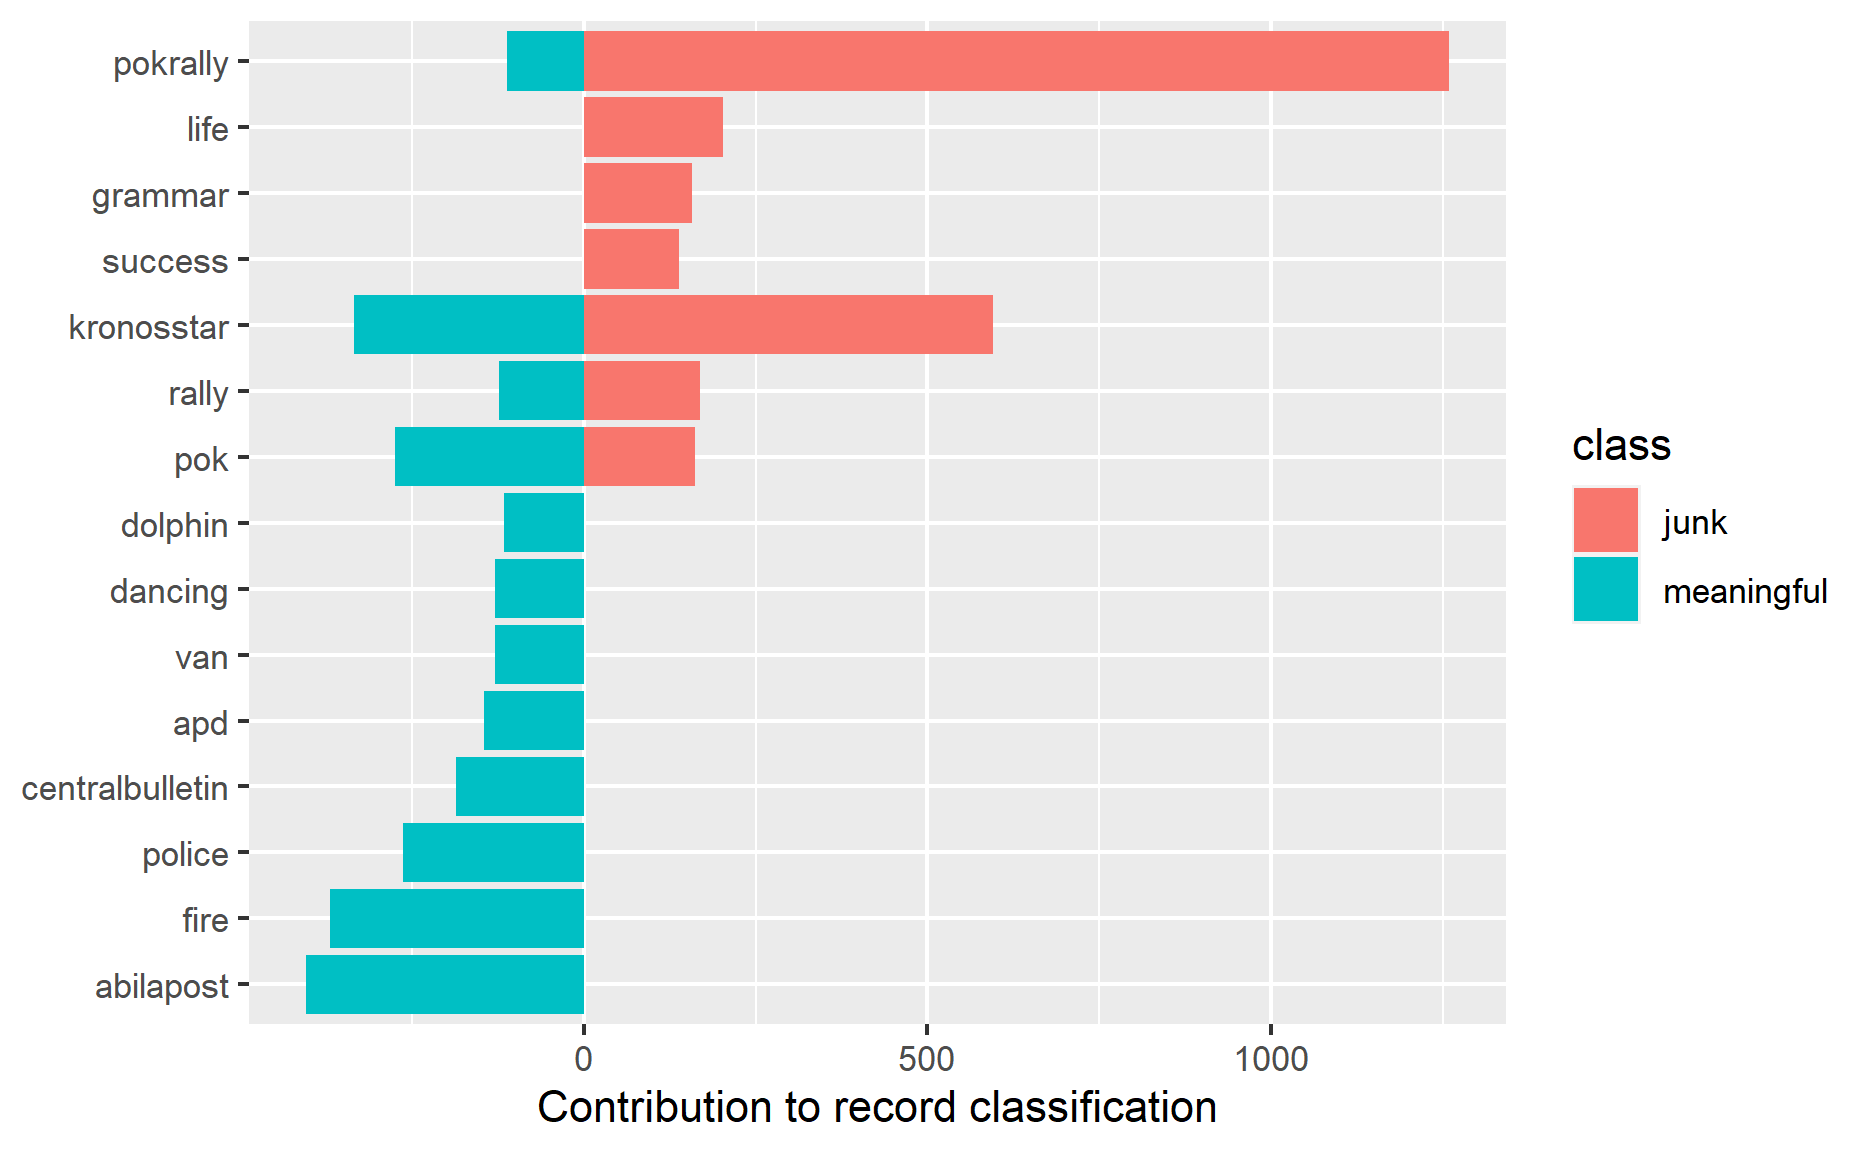 pokrally
life
grammar
success
kronosstar
rally
pok
dolphin
dancing
van
apd
centralbulletin
police
fire
abilapost
0 500 1000
Contribution to record classification
class
junk
meaningful